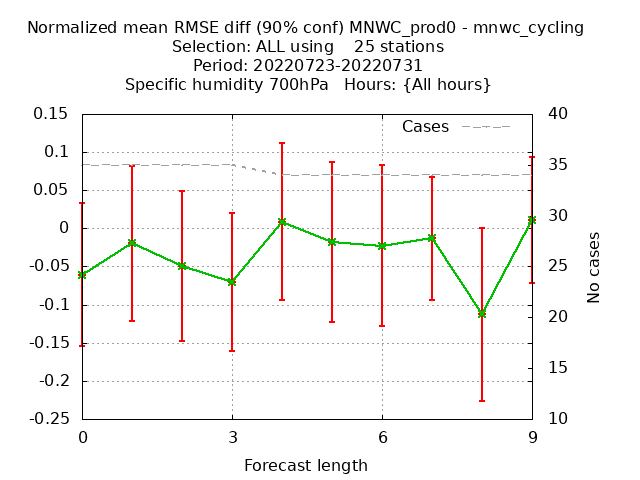 Normalized mean RMSE diff (90% conf) MNWC_prod0 - mnwc_cycling
Selection: ALL using    25 stations
Period: 20220723-20220731
Specific humidity 700hPa   Hours: {All hours}
Cases
0.15
0.1
0.05
0
-0.05
-0.1
-0.15
-0.2
-0.25
40
35
30
25
20
15
10
No cases
0 3 6 9
Forecast length